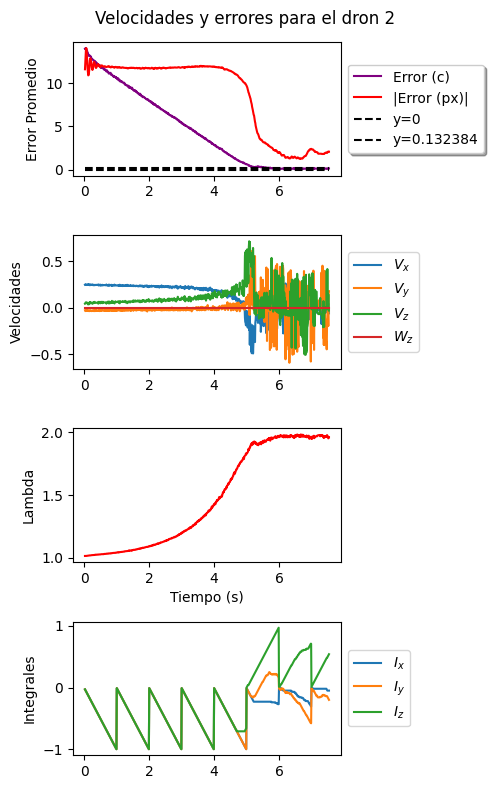 Velocidades y errores para el dron 2
Error Promedio
10
5
0
0
2
4
6
Error (c)
|Error (px)|
y=0
y=0.132384
Velocidades
0.5
0.0
−0.5
0
2
4
6
V_x
V_y
V_z
W_z
Lambda
2.0
1.5
1.0
0
2
4
6
Tiempo (s)
Integrales
1
0
−1
0
2
4
6
I_x
I_y
I_z